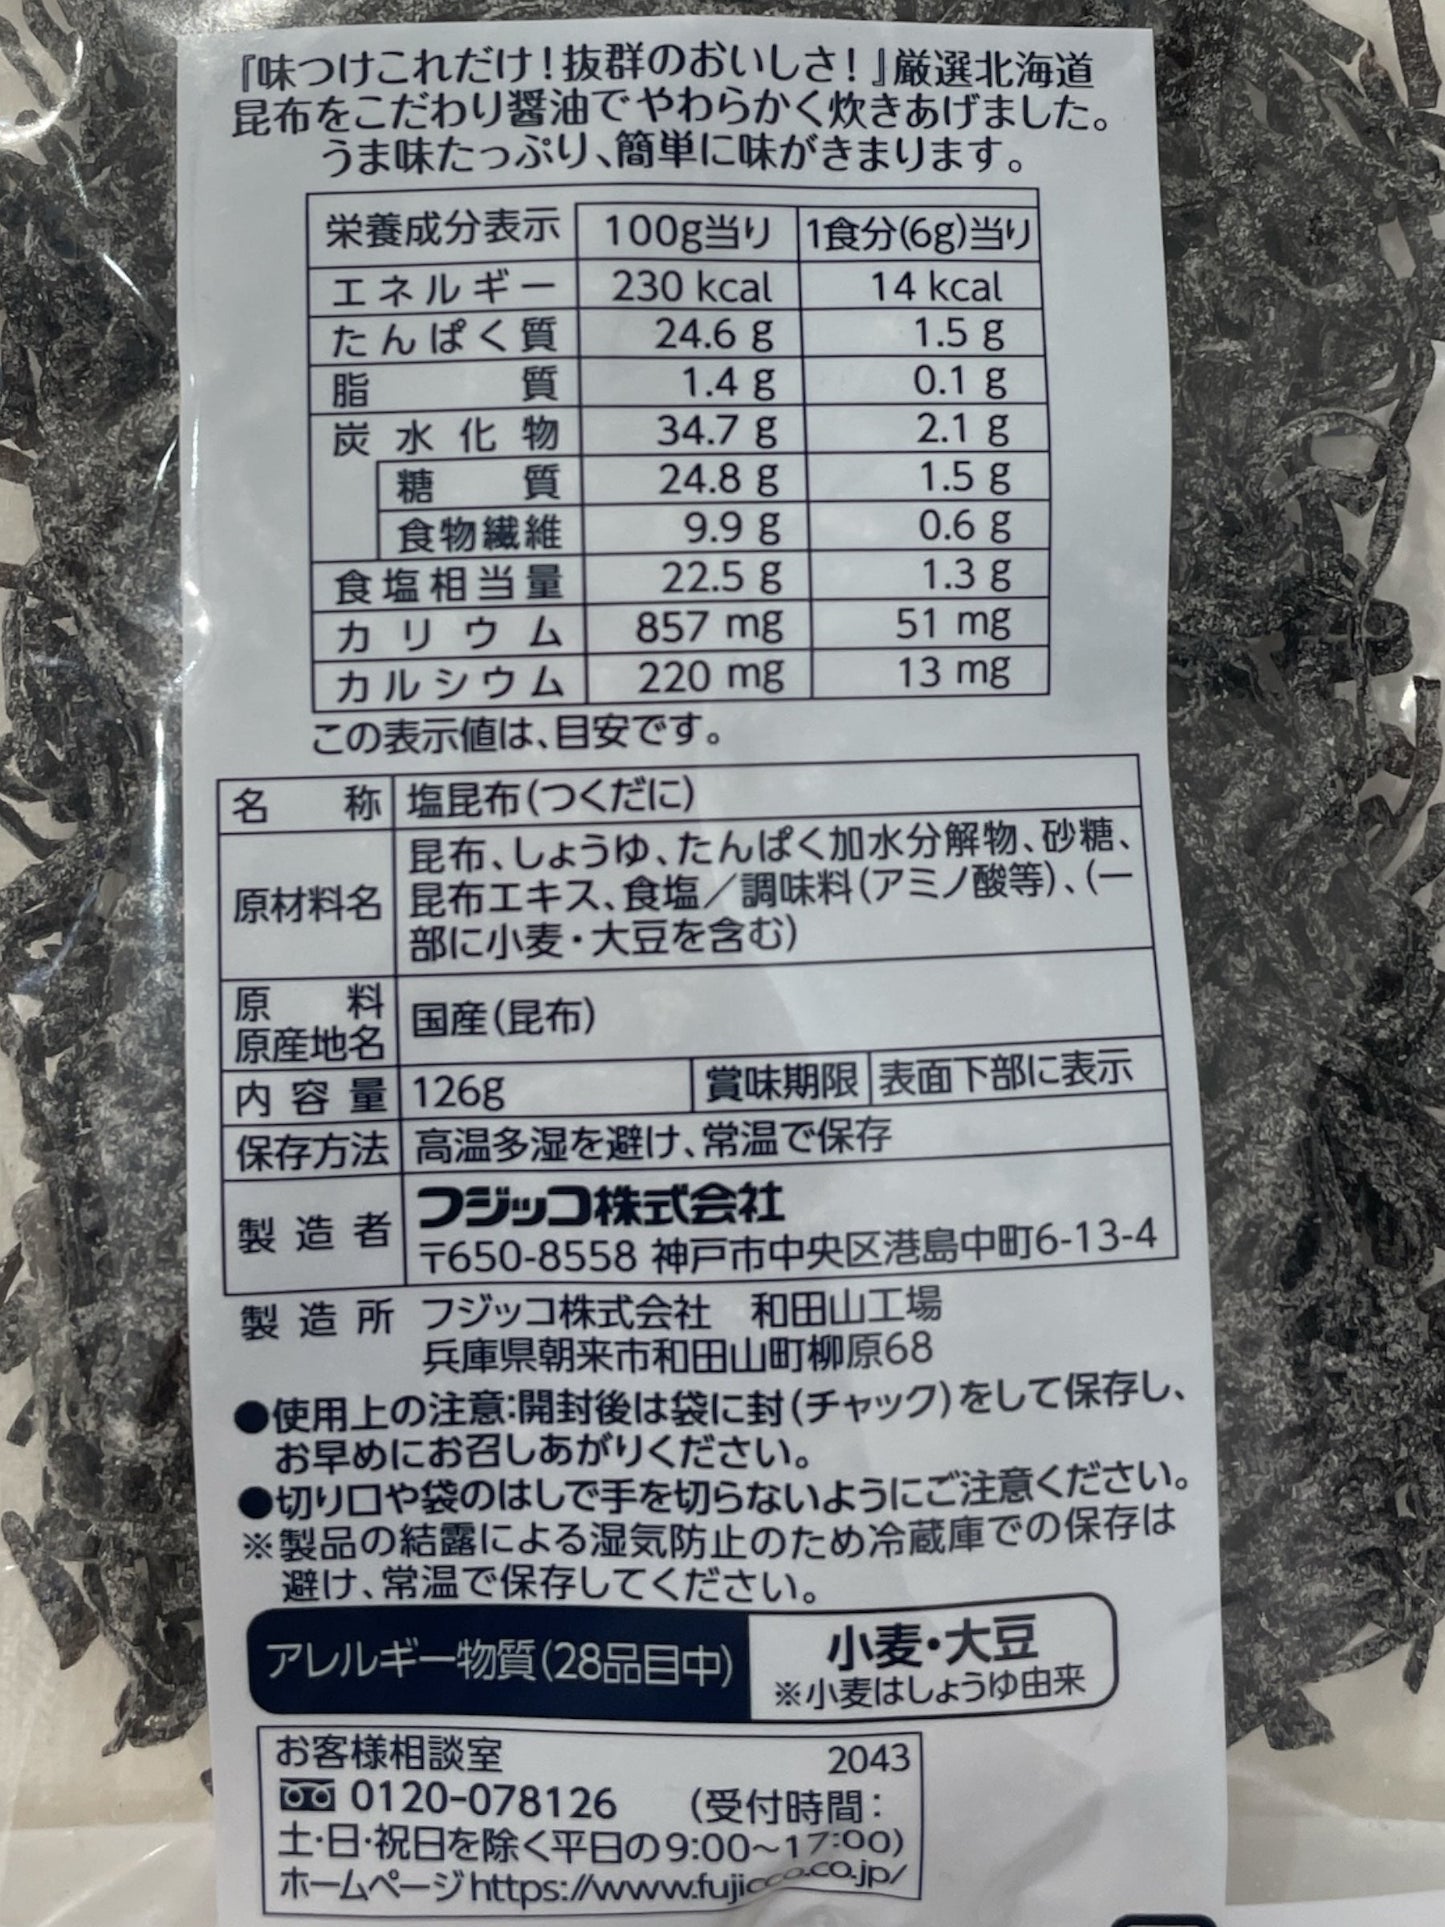 『味つけこれだけ！抜群のおいしさ！』厳選北海道
昆布をこだわり醤油でやわらかく炊きあげました。
うま味たっぷり、簡単に味がきまります。
栄養成分表示 100g当り 1食分(6g)当り
エネルギー 230 kcal 14 kcal
たんぱく質 24.6 g 1.5 g
脂質 1.4 g 0.1 g
炭水化物 34.7 g 2.1 g
糖質 24.8 g 1.5 g
食物繊維 9.9 g 0.6 g
食塩相当量 22.5 g 1.3 g
カリウム 857 mg 51 mg
カルシウム 220 mg 13 mg
この表示値は、目安です。
名称 塩昆布(つくだに)
原材料名 昆布、しょうゆ、たんぱく加水分解物、砂糖、
昆布エキス、食塩／調味料(アミノ酸等)、(一
部に小麦・大豆を含む)
原料
原産地名 国産(昆布)
内容量 126g 賞味期限 表面下部に表示
保存方法 高温多湿を避け、常温で保存
製造者 フジッコ株式会社
〒650-8558 神戸市中央区港島中町6-13-4
製造所 フジッコ株式会社 和田山工場
兵庫県朝来市和田山町柳原68
●使用上の注意:開封後は袋に封(チャック)をして保存し、
お早めにお召しあがりください。
●切り口や袋のはしで手を切らないようにご注意ください。
※製品の結露による湿気防止のため冷蔵庫での保存は
避け、常温で保存してください。
アレルギー物質(28品目中) 小麦・大豆
※小麦はしょうゆ由来
お客様相談室 2043
0120-078126 (受付時間:
土・日・祝日を除く平日の9:00〜17:00)
ホームページhttps://www.fujicco.co.jp/